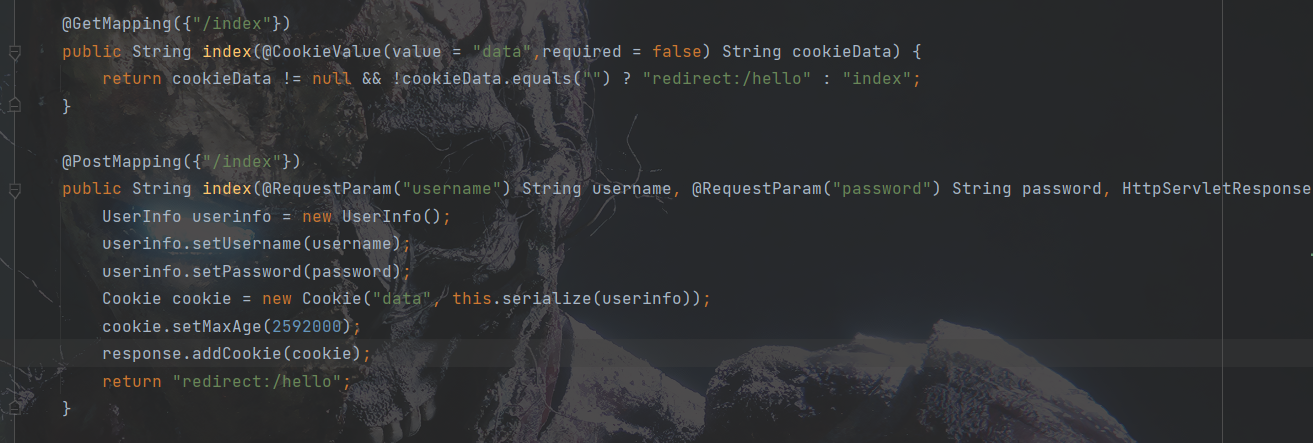 @GetMapping({"/index"})
public String index(@CookieValue(value = "data",required = false) String cookieData) {
    return cookieData != null && !cookieData.equals("") ? "redirect:/hello" : "index";
}
@PostMapping({"/index"})
public String index(@RequestParam("username") String username, @RequestParam("password") String password, HttpServletResponse
    UserInfo userinfo = new UserInfo();
    userinfo.setUsername(username);
    userinfo.setPassword(password);
    Cookie cookie = new Cookie("data", this.serialize(userinfo));
    cookie.setMaxAge(2592000);
    response.addCookie(cookie);
    return "redirect:/hello";
}